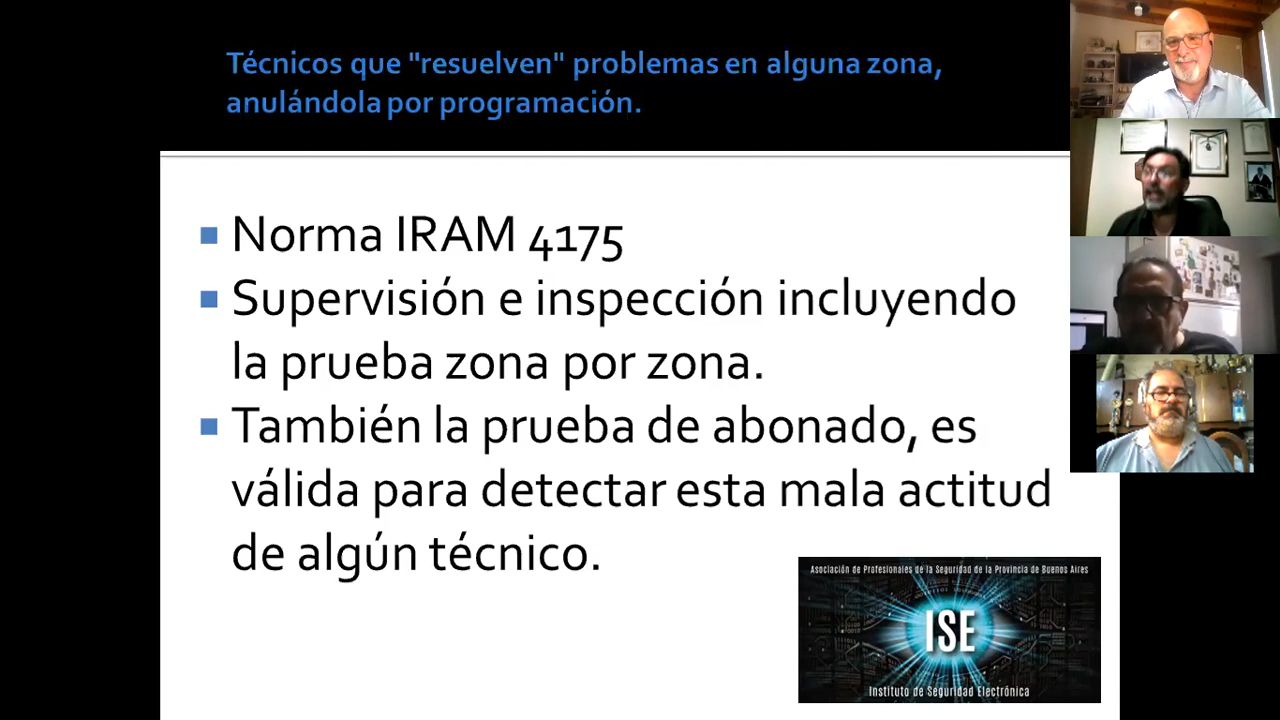 Técnicos que "resuelven" problemas en alguna zona,
anulándola por programación.
Norma IRAM 4175
Supervisión e inspección incluyendo
la prueba zona por zona.
También la prueba de abonado, es
válida para detectar esta mala actitud
de algún técnico.
Asociación de Profesionales de la Seguridad de la Provincia de Buenos Aires
ISE
Instituto de Seguridad Electrónica